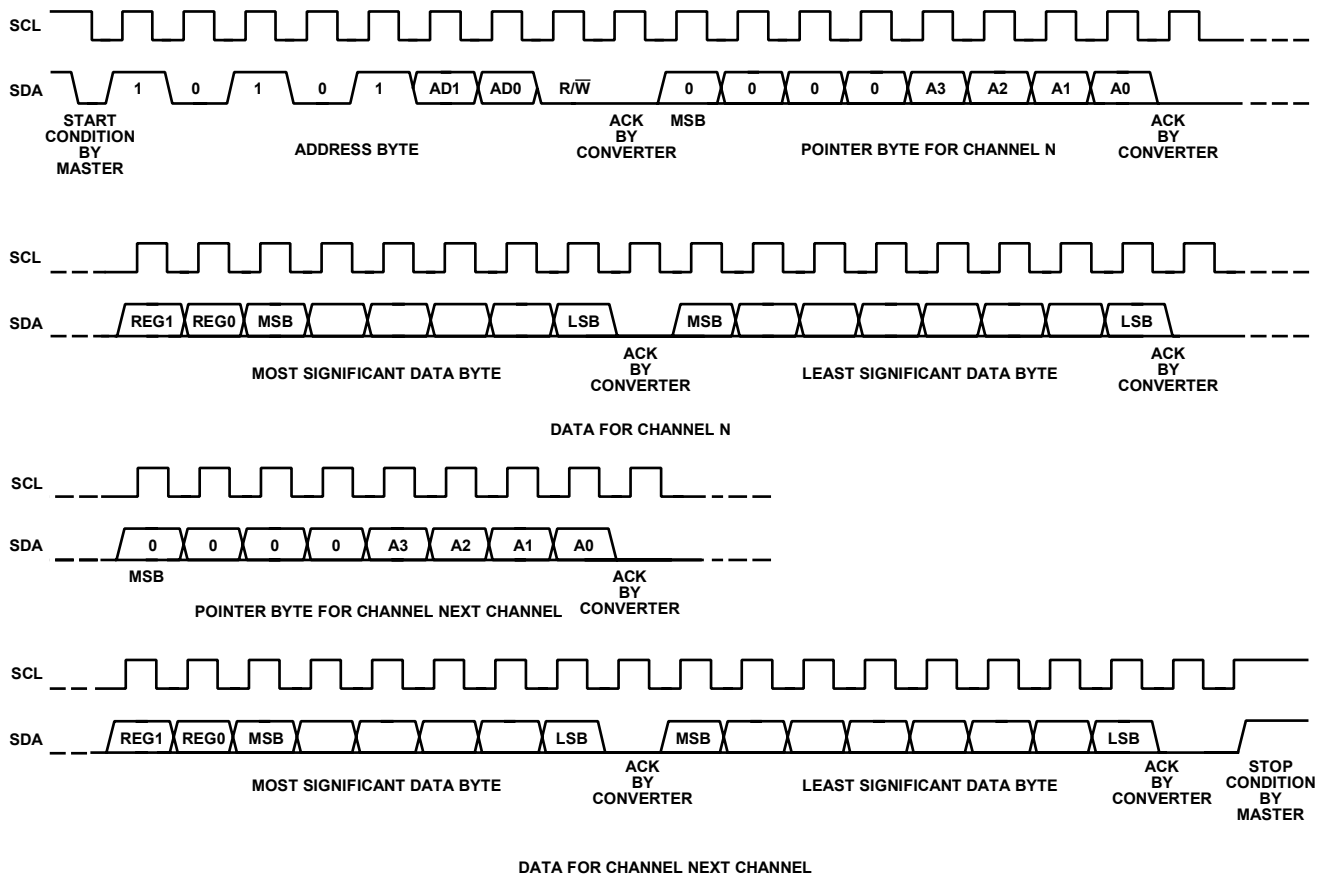 SCL
SDA 1 0 1 0 1 AD1 AD0 R/W̅ 0 0 0 0 A3 A2 A1 A0
START CONDITION BY MASTER
ADDRESS BYTE
ACK BY CONVERTER
MSB
POINTER BYTE FOR CHANNEL N
ACK BY CONVERTER
SCL
SDA REG1 REG0 MSB LSB MSB LSB
MOST SIGNIFICANT DATA BYTE
ACK BY CONVERTER
LEAST SIGNIFICANT DATA BYTE
ACK BY CONVERTER
DATA FOR CHANNEL N
SCL
SDA 0 0 0 0 A3 A2 A1 A0
MSB
POINTER BYTE FOR CHANNEL NEXT CHANNEL
ACK BY CONVERTER
SCL
SDA REG1 REG0 MSB LSB MSB LSB
MOST SIGNIFICANT DATA BYTE
ACK BY CONVERTER
LEAST SIGNIFICANT DATA BYTE
ACK BY CONVERTER
STOP CONDITION BY MASTER
DATA FOR CHANNEL NEXT CHANNEL